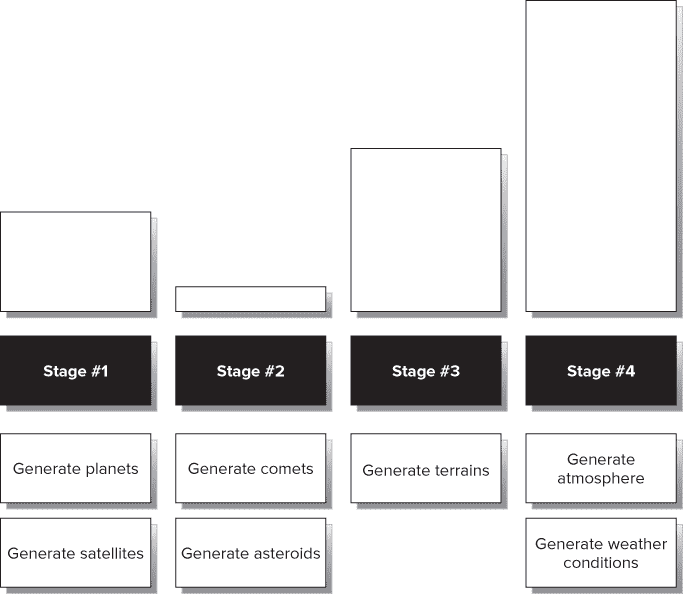 Stage #1
Stage #2
Stage #3
Stage #4
Generate planets
Generate comets
Generate terrains
Generate
atmosphere
Generate satellites
Generate asteroids
Generate weather
conditions